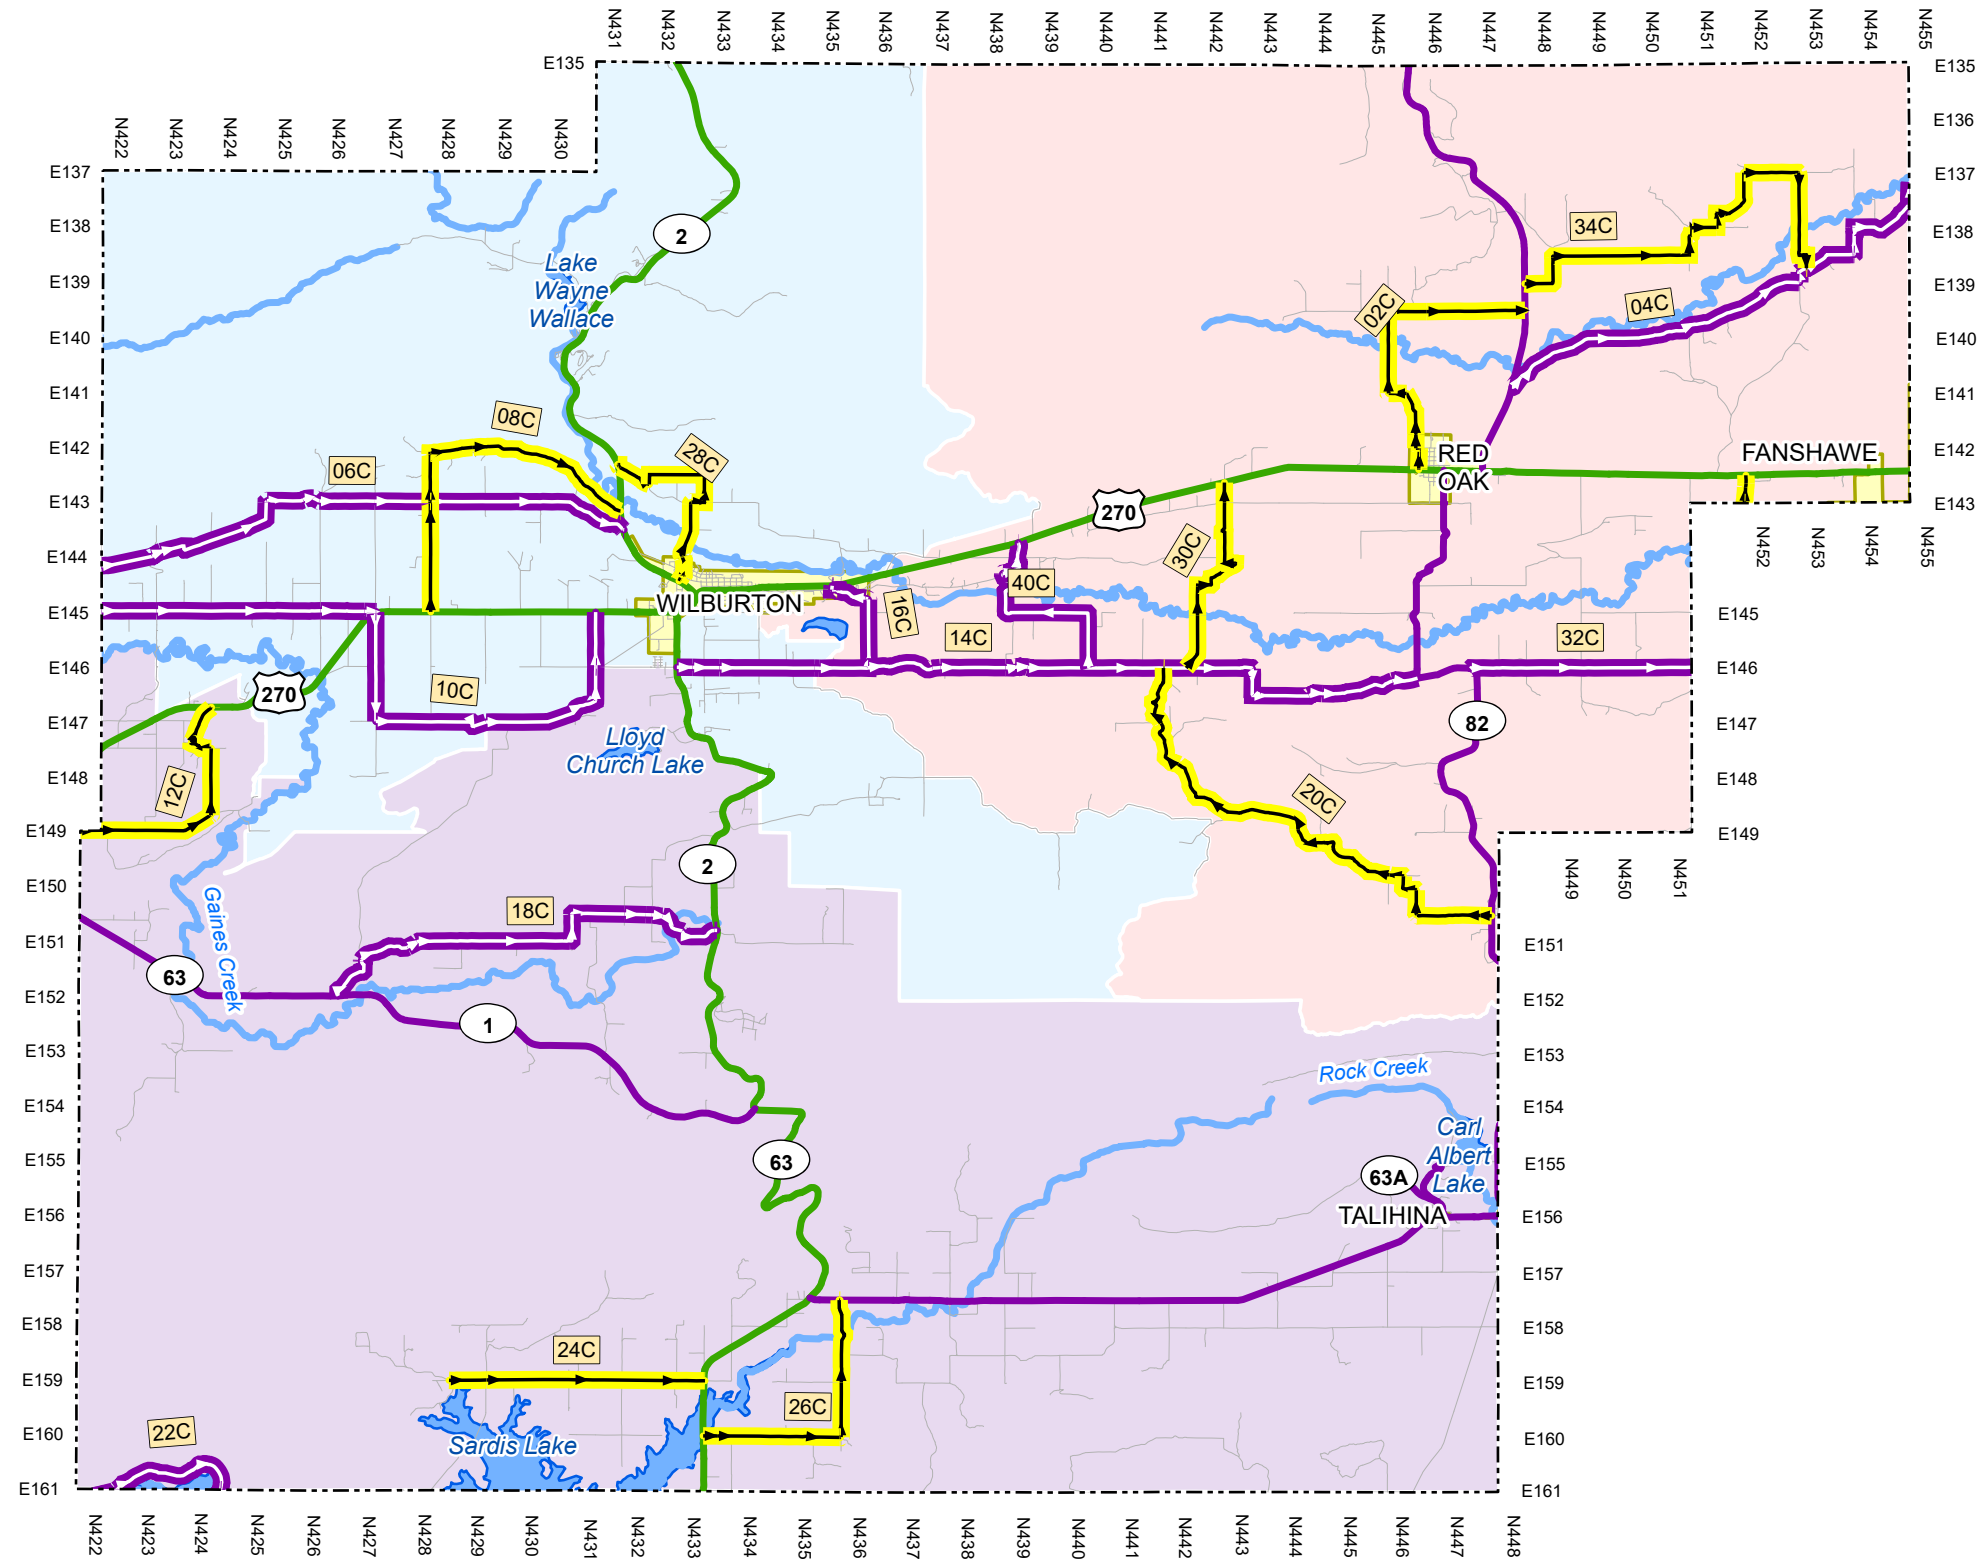 N431
N432
N433
N434
N435
N436
N437
N438
N439
N440
N441
N442
N443
N444
N445
N446
N447
N448
N449
N450
N451
N452
N453
N454
N455
E135
E135
E136
N422
N423
N424
N425
N426
N427
N428
N429
N430
E137
E137
E138
E138
E139
E139
E140
E140
E141
E141
E142
E142
E143
E143
E144
E145
E145
E146
E146
E147
E147
E148
E148
E149
E149
E150
E151
E151
E152
E152
E153
E153
E154
E154
E155
E155
E156
E156
E157
E157
E158
E158
E159
E159
E160
E160
E161
E161
N452
N453
N454
N455
N449
N450
N451
2
Lake
Wayne
Wallace
34C
04C
02C
08C
28C
06C
RED
OAK
FANSHAWE
270
30C
40C
WILBURTON
16C
14C
32C
270
10C
82
Lloyd
Church Lake
12C
20C
2
Gaines Creek
18C
63
1
Rock Creek
Carl
Albert
Lake
63
63A
TALIHINA
24C
26C
22C
Sardis Lake
N422
N423
N424
N425
N426
N427
N428
N429
N430
N431
N432
N433
N434
N435
N436
N437
N438
N439
N440
N441
N442
N443
N444
N445
N446
N447
N448